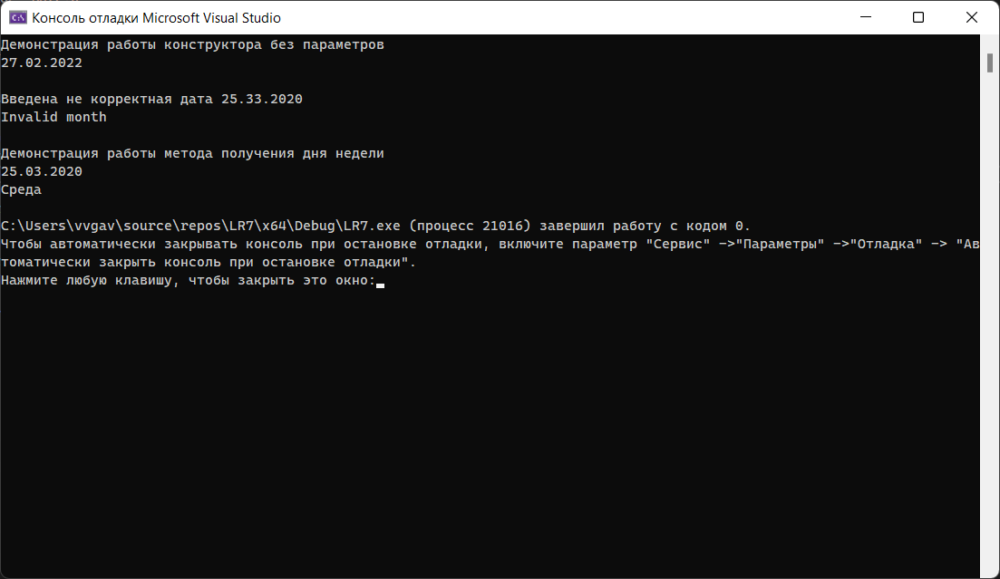 Консоль отладки Microsoft Visual Studio
Демонстрация работы конструктора без параметров
27.02.2022
Введена не корректная дата 25.33.2020
Invalid month
Демонстрация работы метода получения дня недели
25.03.2020
Среда
C:\Users\vvgav\source\repos\LR7\x64\Debug\LR7.exe (процесс 21016) завершил работу с кодом 0.
Чтобы автоматически закрывать консоль при остановке отладки, включите параметр "Сервис" ->"Параметры" ->"Отладка" -> "Ав
томатически закрыть консоль при остановке отладки".
Нажмите любую клавишу, чтобы закрыть это окно: